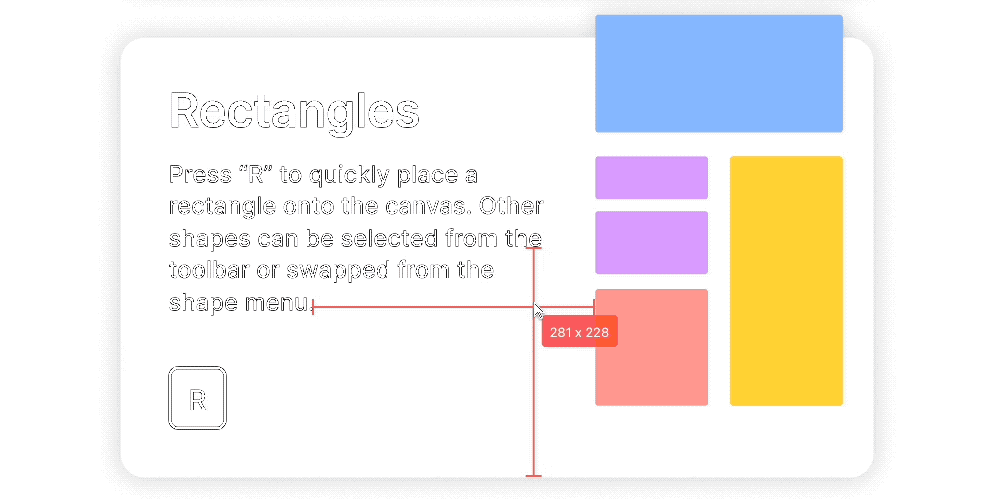 Rectangles
Press “R” to quickly place a
rectangle onto the canvas. Other
shapes can be selected from the
toolbar or swapped from the
shape menu.
281 x 228
R